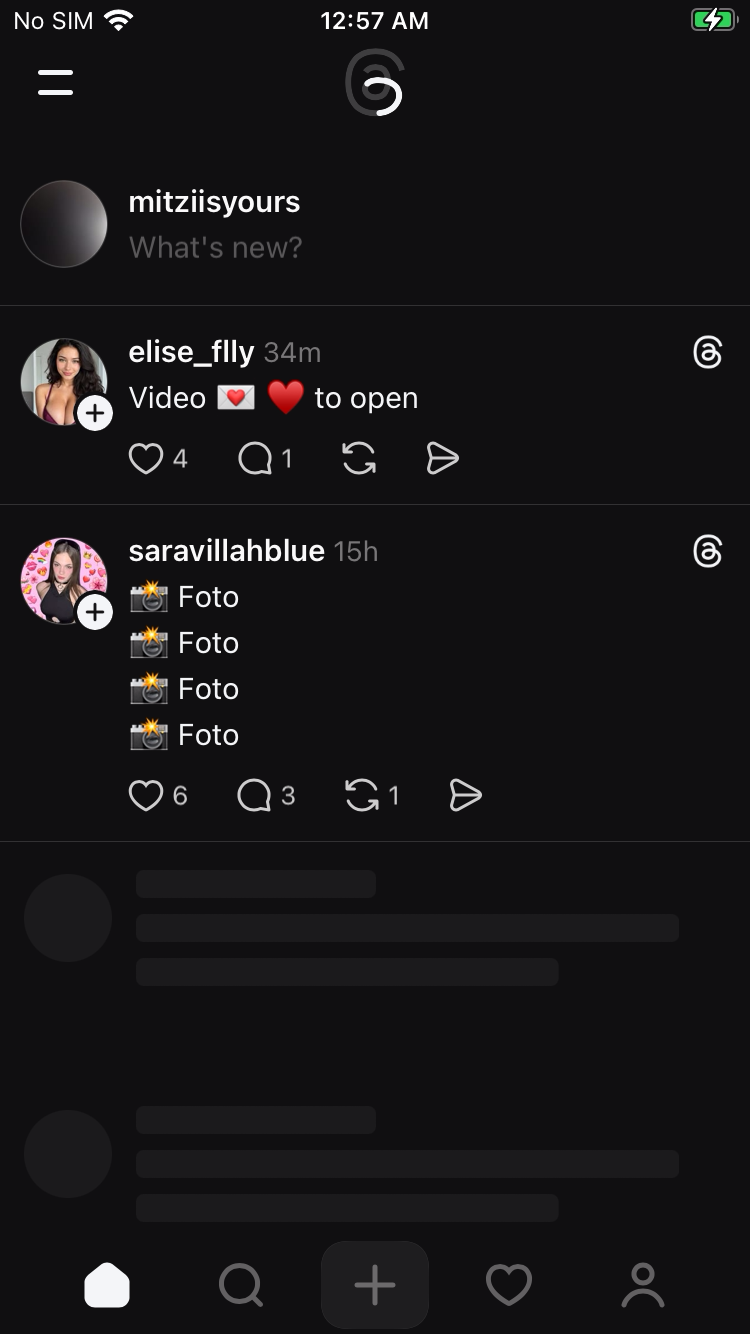 No SIM 12:57 AM
mitziisyours
What's new?
elise_flly 34m
Video 💌 ♥️ to open
4 1
saravillahblue 15h
📸 Foto
📸 Foto
📸 Foto
📸 Foto
6 3 1